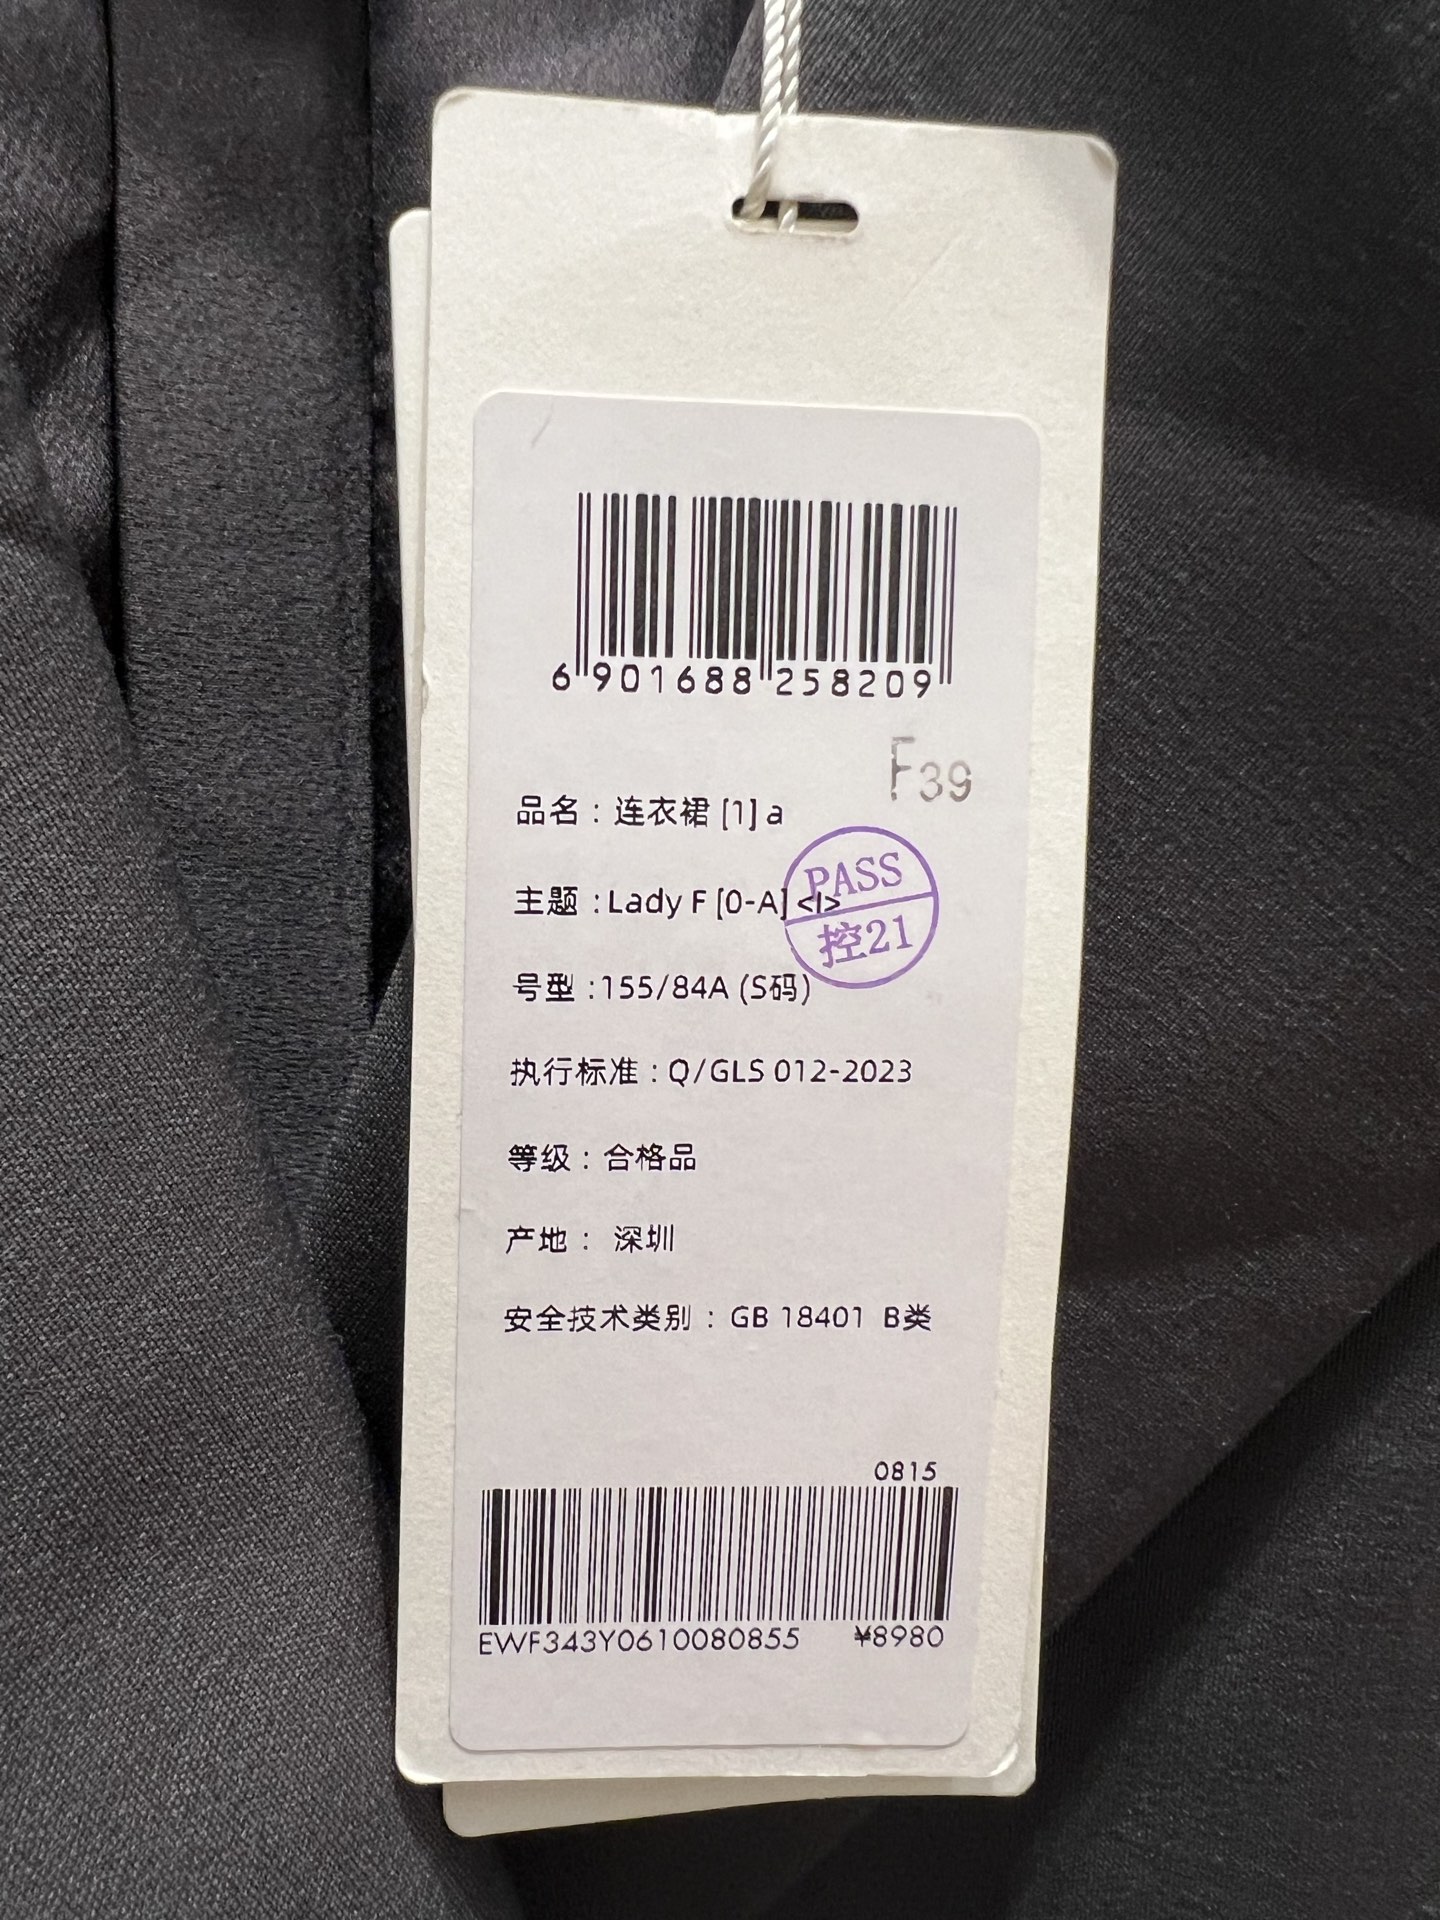 6 901688 258209
F39
品名：连衣裙 [1] a
PASS
主题：Lady F [0-A] <I>
控21
号型：155/84A (S码)
执行标准：Q/GLS 012-2023
等级：合格品
产地： 深圳
安全技术类别：GB 18401 B类
0815
EWF343Y0610080855 ¥8980